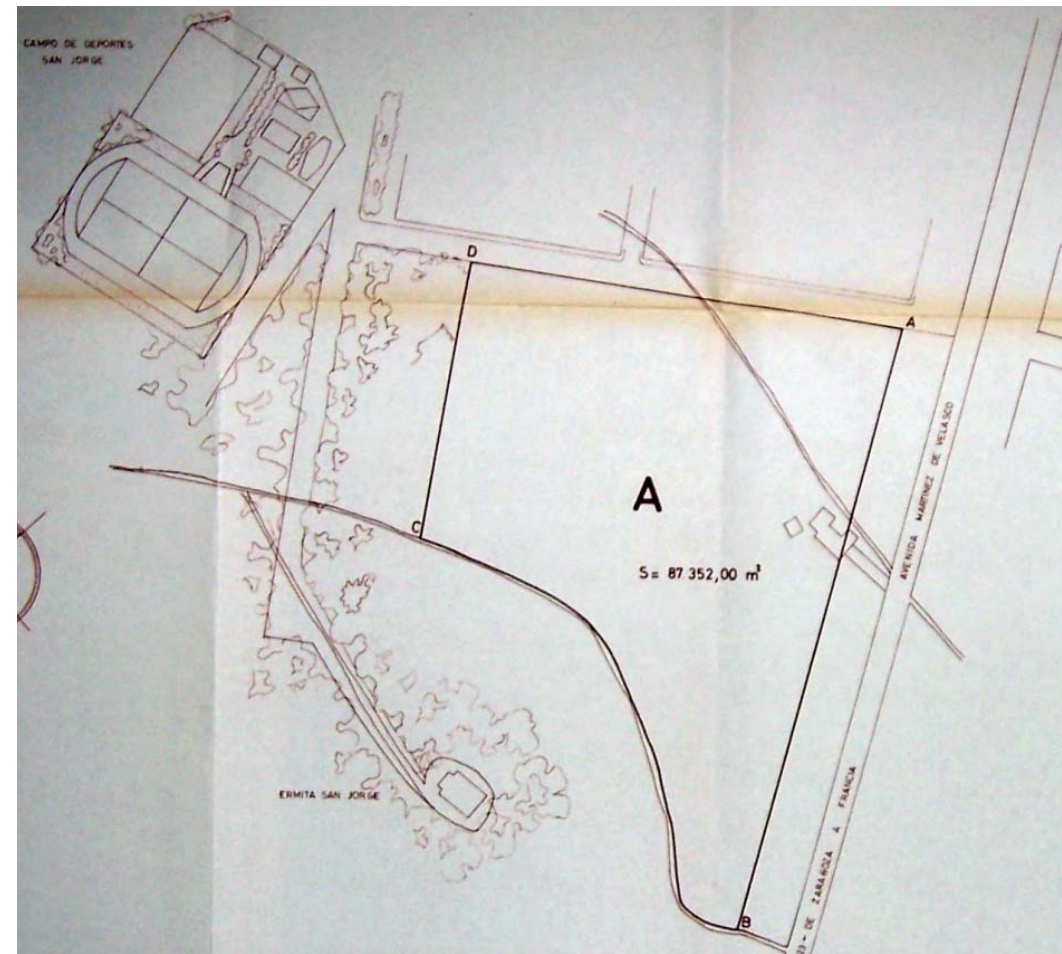 CAMPO DE DEPORTES
SAN JORGE
D
A
AVENIDA MARTINEZ DE VELASCO
A
C
S= 87.352,00 m²
ERMITA SAN JORGE
B
- DE ZARAGOZA A FRANCIA